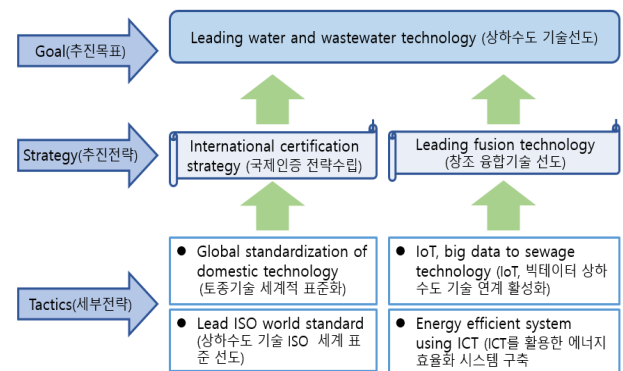 Goal(추진목표)
Leading water and wastewater technology (상하수도 기술선도)
Strategy(추진전략)
International certification
strategy (국제인증 전략수립)
Leading fusion technology
(창조 융합기술 선도)
Tactics(세부전략)
● Global standardization of
domestic technology
(토종기술 세계적 표준화)
● Lead ISO world standard
(상하수도 기술 ISO 세계 표
준 선도)
● IoT, big data to sewage
technology (IoT, 빅테이터 상하
수도 기술 연계 활성화)
● Energy efficient system
using ICT (ICT를 활용한 에너지
효율화 시스템 구축